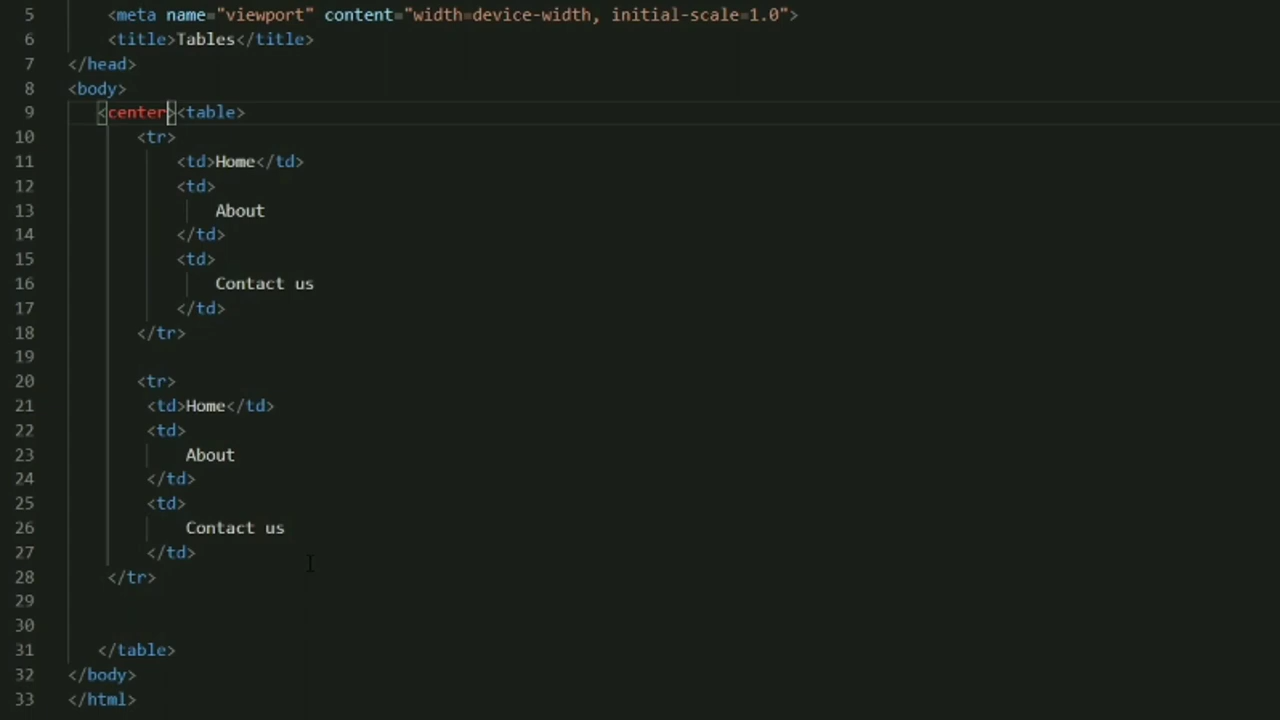 5 <meta name="viewport" content="width=device-width, initial-scale=1.0">
6 <title>Tables</title>
7 </head>
8 <body>
9 <center><table>
10 <tr>
11 <td>Home</td>
12 <td>
13 About
14 </td>
15 <td>
16 Contact us
17 </td>
18 </tr>
19
20 <tr>
21 <td>Home</td>
22 <td>
23 About
24 </td>
25 <td>
26 Contact us
27 </td>
28 </tr>
29
30
31 </table>
32 </body>
33 </html>